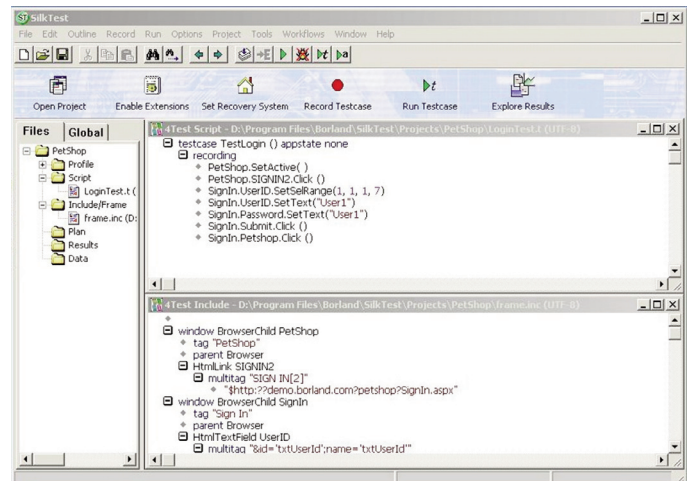 SilkTest
File Edit Outline Record Run Options Project Tools Workflows Window Help
Open Project Enable Extensions Set Recovery System Record Testcase Run Testcase Explore Results
Files Global
PetShop
Profile
Script
LoginTest.t (
Include/Frame
frame.inc (D:
Plan
Results
Data
4Test Script - D:\Program Files\Borland\SilkTest\Projects\PetShop\LoginTest.t (UTF-8)
testcase TestLogin () appstate none
recording
PetShop.SetActive( )
PetShop.SIGNIN2.Click ()
SignIn.UserID.SetSelRange(1, 1, 1, 7)
SignIn.UserID.SetText("User1")
SignIn.Password.SetText("User1")
SignIn.Submit.Click ()
SignIn.Petshop.Click ()
4Test Include - D:\Program Files\Borland\SilkTest\Projects\PetShop\frame.inc (UTF-8)
window BrowserChild PetShop
tag "PetShop"
parent Browser
HtmlLink SIGNIN2
multitag "SIGN IN[2]"
"$http:??demo.borland.com?petshop?SignIn.aspx"
window BrowserChild SignIn
tag "Sign In"
parent Browser
HtmlTextField UserID
multitag "&id='txtUserId';name='txtUserId'"